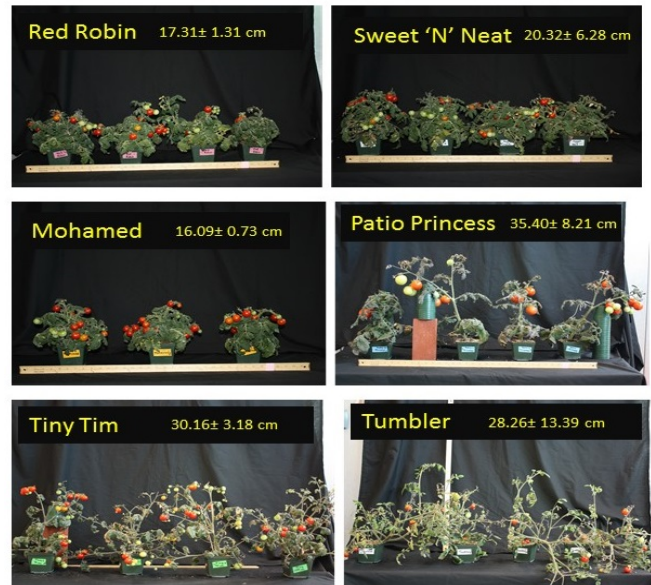 Red Robin 17.31± 1.31 cm
Sweet ‘N’ Neat 20.32± 6.28 cm
Mohamed 16.09± 0.73 cm
Patio Princess 35.40± 8.21 cm
Tiny Tim 30.16± 3.18 cm
Tumbler 28.26± 13.39 cm